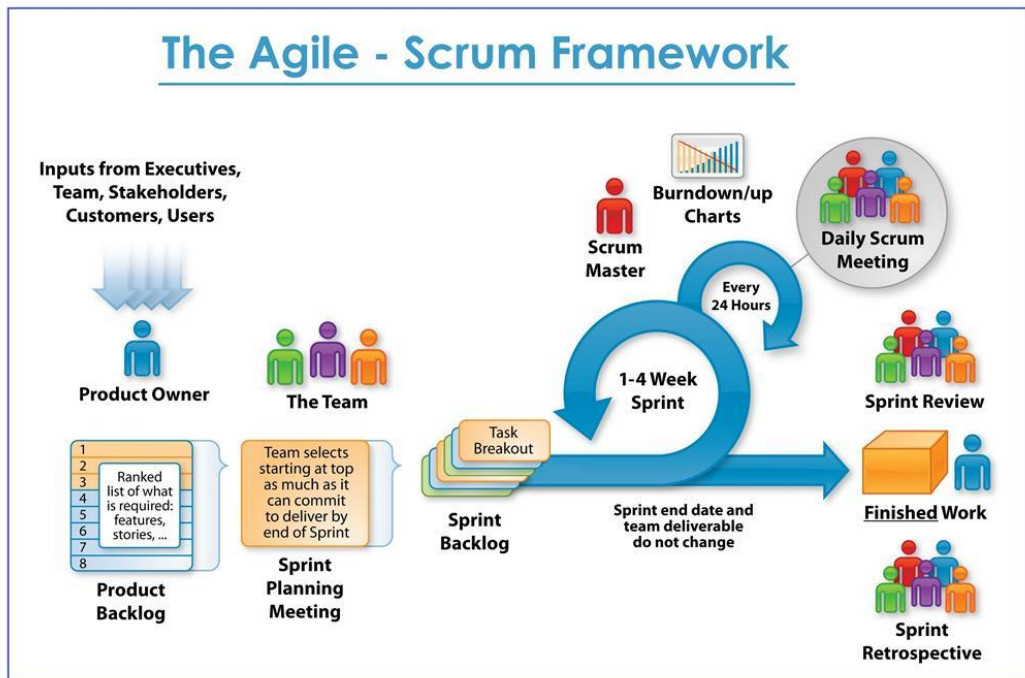 The Agile - Scrum Framework
Inputs from Executives,
Team, Stakeholders,
Customers, Users
Product Owner
The Team
1
2
3
4
5
6
7
8
Ranked
list of what
is required:
features,
stories, ...
Product
Backlog
Team selects
starting at top
as much as it
can commit
to deliver by
end of Sprint
Sprint
Planning
Meeting
Task
Breakout
Sprint
Backlog
Scrum
Master
Burndown/up
Charts
Every
24 Hours
Daily Scrum
Meeting
1-4 Week
Sprint
Sprint end date and
team deliverable
do not change
Sprint Review
Finished Work
Sprint
Retrospective